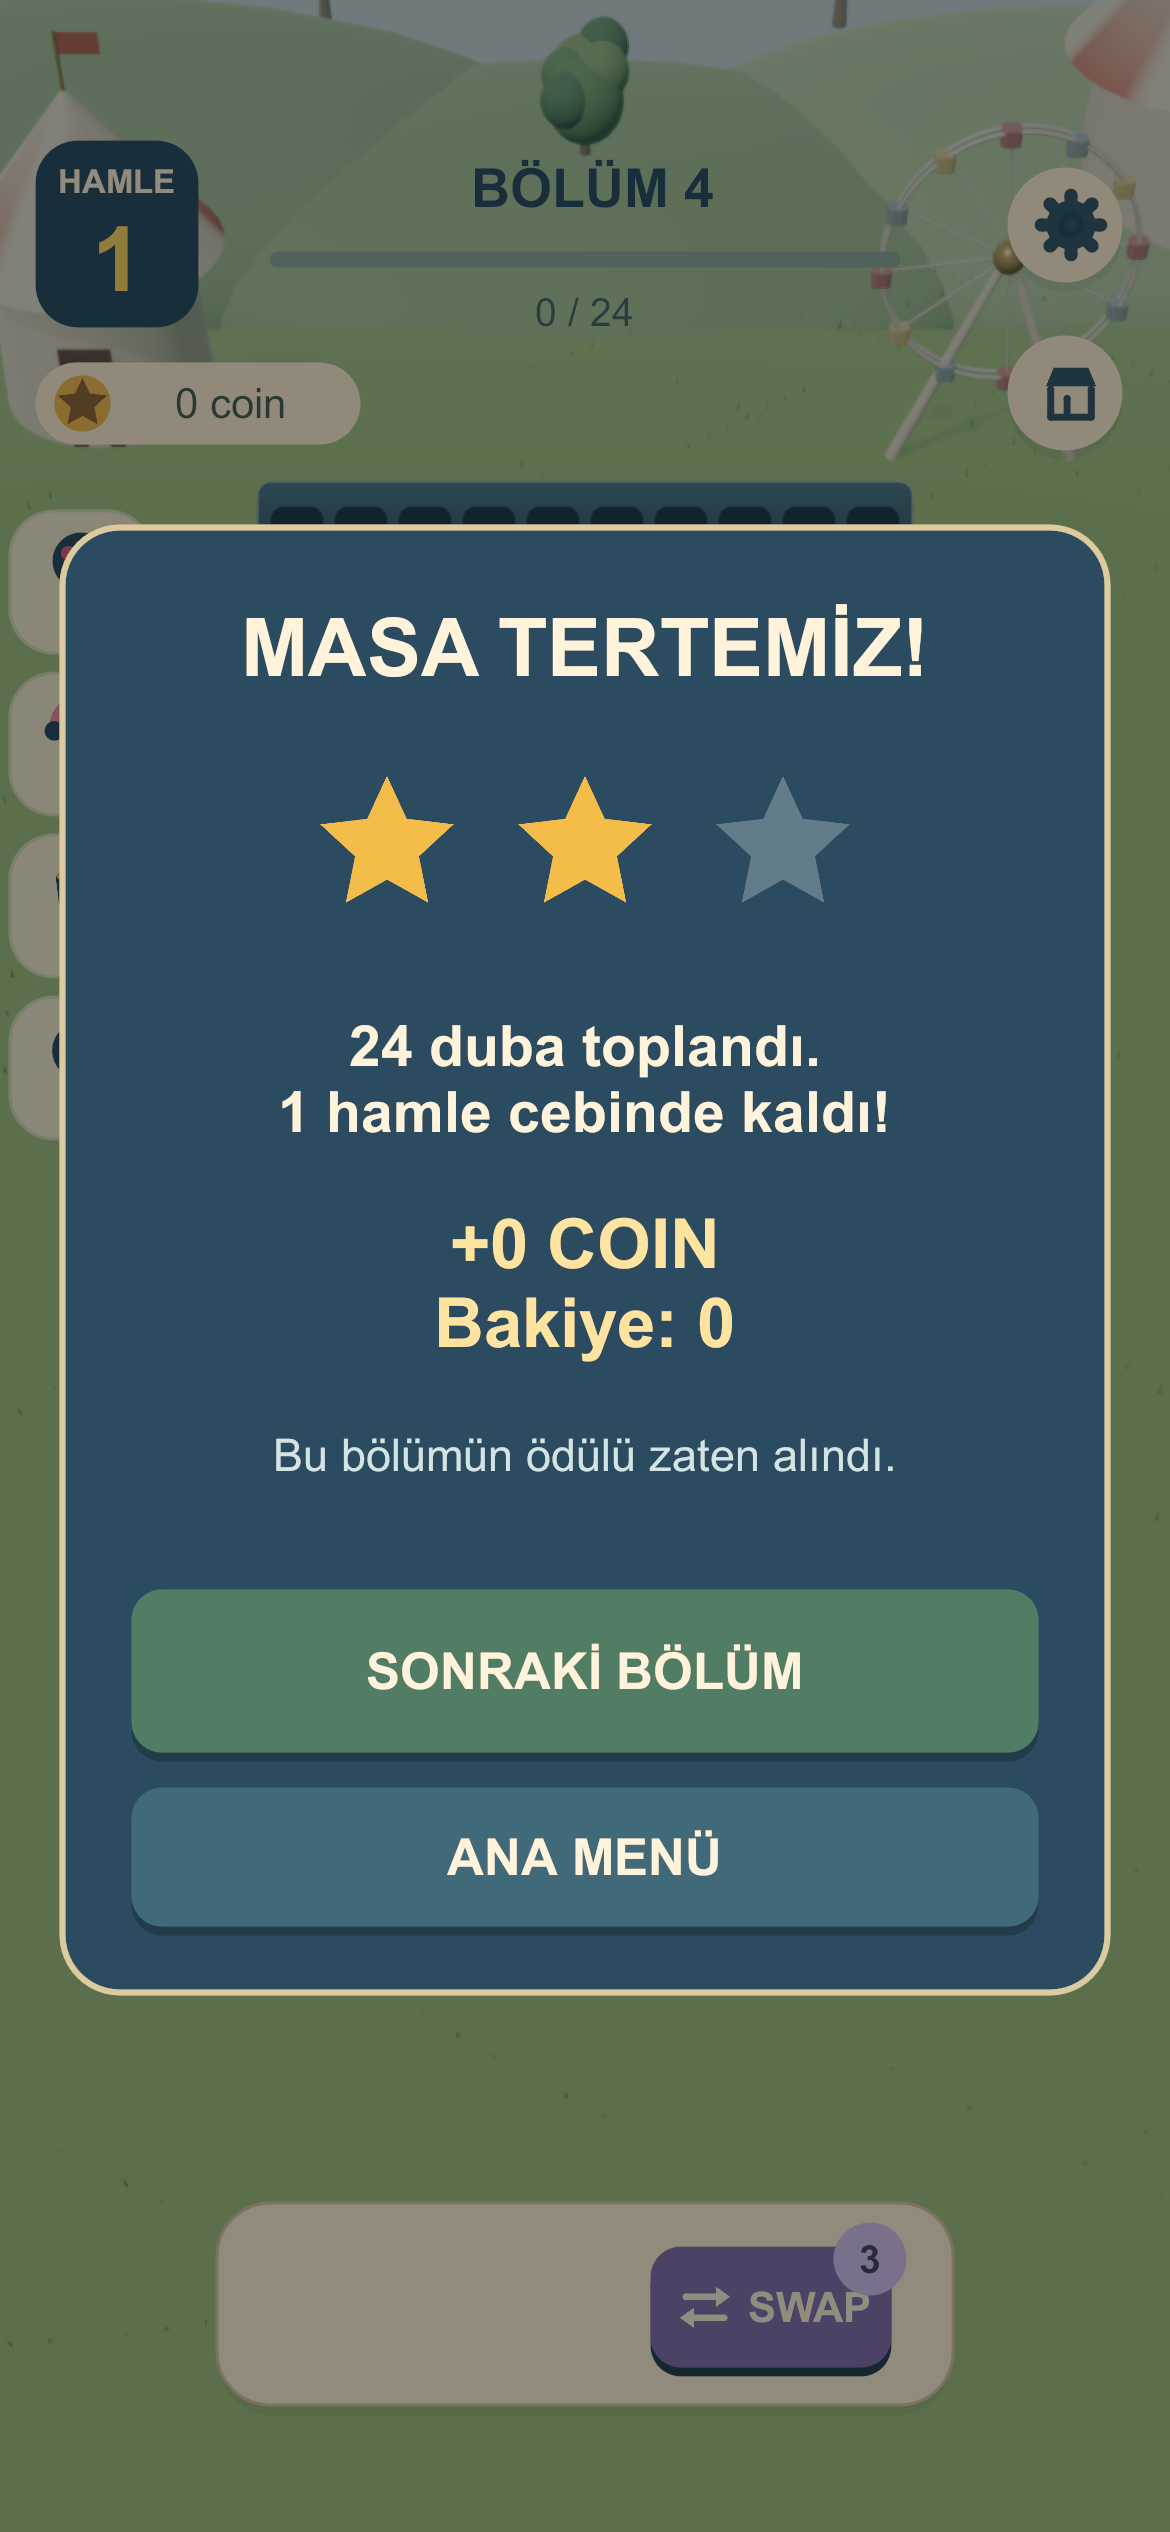 HAMLE
1
BÖLÜM 4
0 / 24
0 coin
MASA TERTEMİZ!
24 duba toplandı.
1 hamle cebinde kaldı!
+0 COIN
Bakiye: 0
Bu bölümün ödülü zaten alındı.
SONRAKİ BÖLÜM
ANA MENÜ
3
SWAP